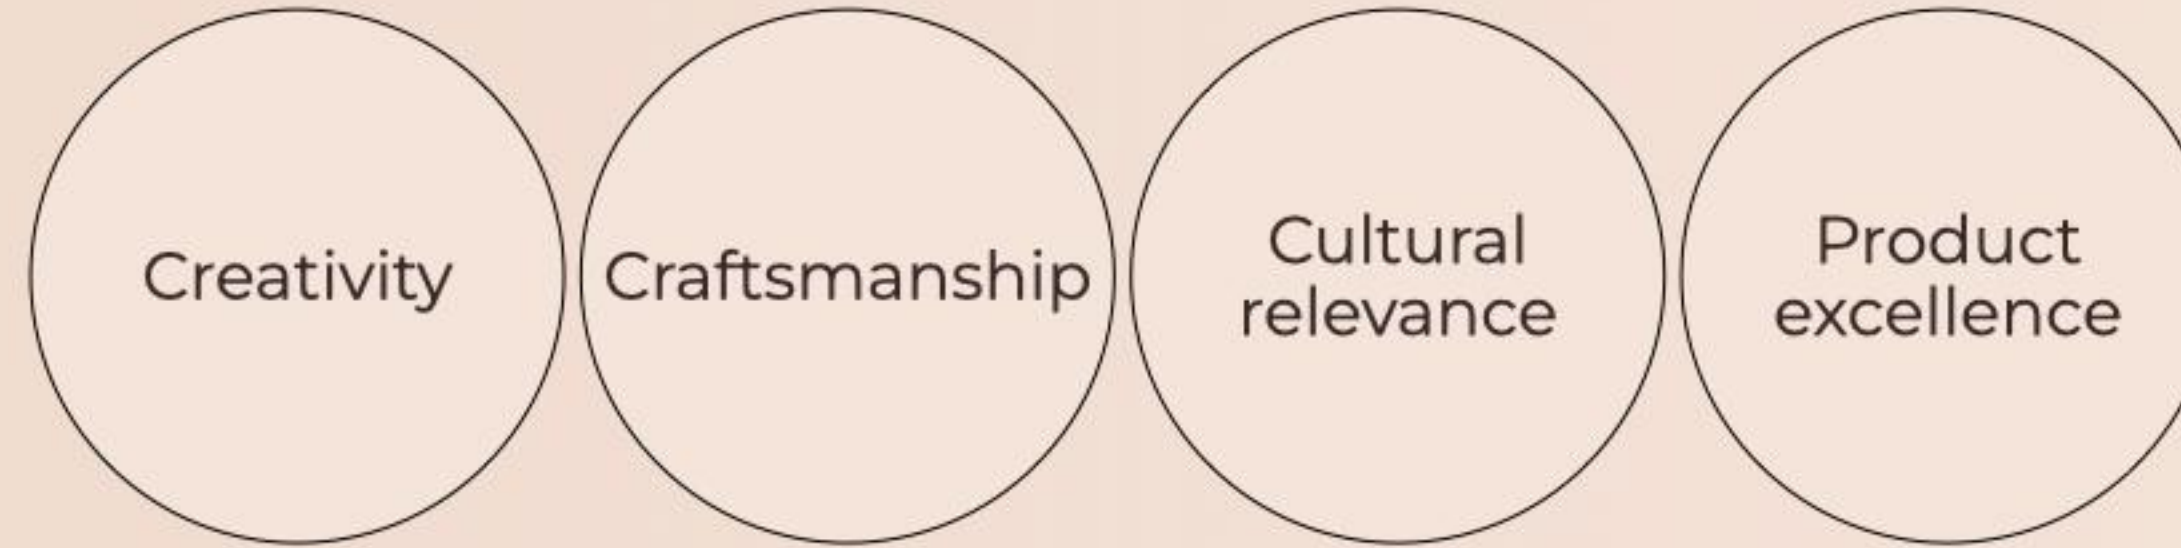 Creativity
Craftsmanship
Cultural
relevance
Product
excellence